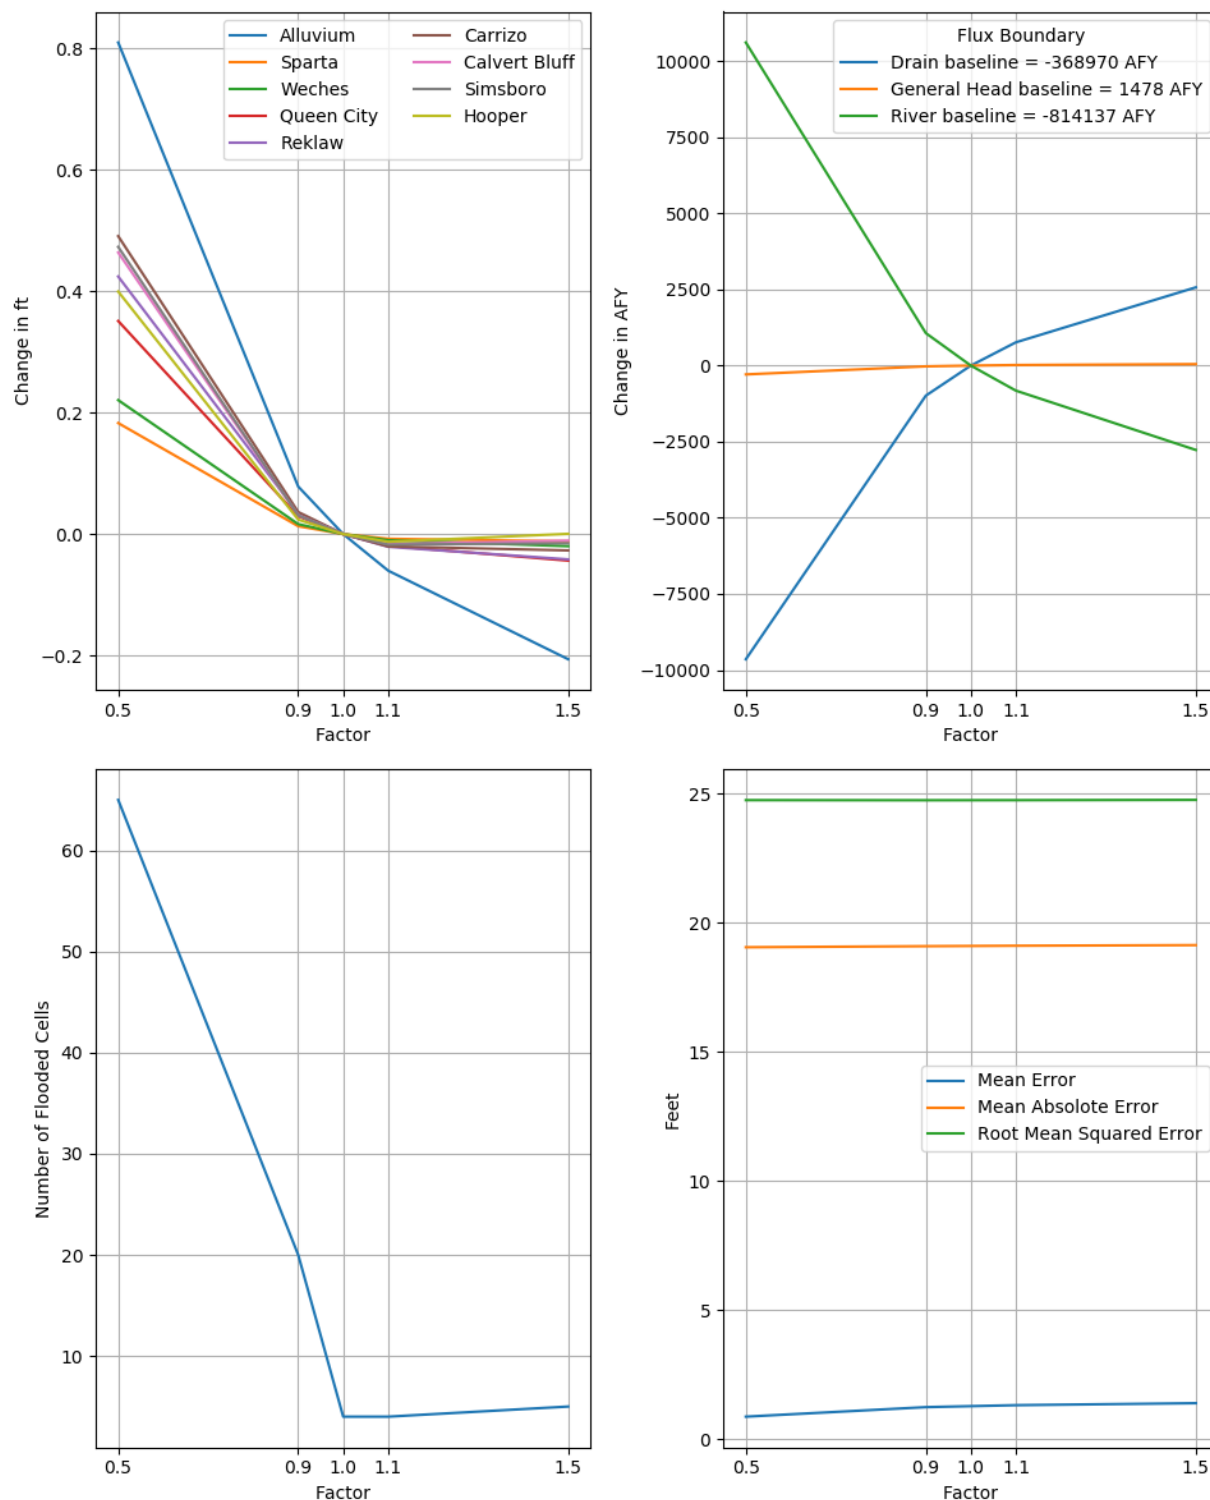 Alluvium
Sparta
Weches
Queen City
Reklaw
Carrizo
Calvert Bluff
Simsboro
Hooper
0.8
0.6
0.4
0.2
0.0
−0.2
Change in ft
0.5 0.9 1.0 1.1 1.5
Factor
Flux Boundary
Drain baseline = -368970 AFY
General Head baseline = 1478 AFY
River baseline = -814137 AFY
10000
7500
5000
2500
0
−2500
−5000
−7500
−10000
Change in AFY
0.5 0.9 1.0 1.1 1.5
Factor
60
50
40
30
20
10
Number of Flooded Cells
0.5 0.9 1.0 1.1 1.5
Factor
25
20
15
10
5
0
Feet
Mean Error
Mean Absolote Error
Root Mean Squared Error
0.5 0.9 1.0 1.1 1.5
Factor